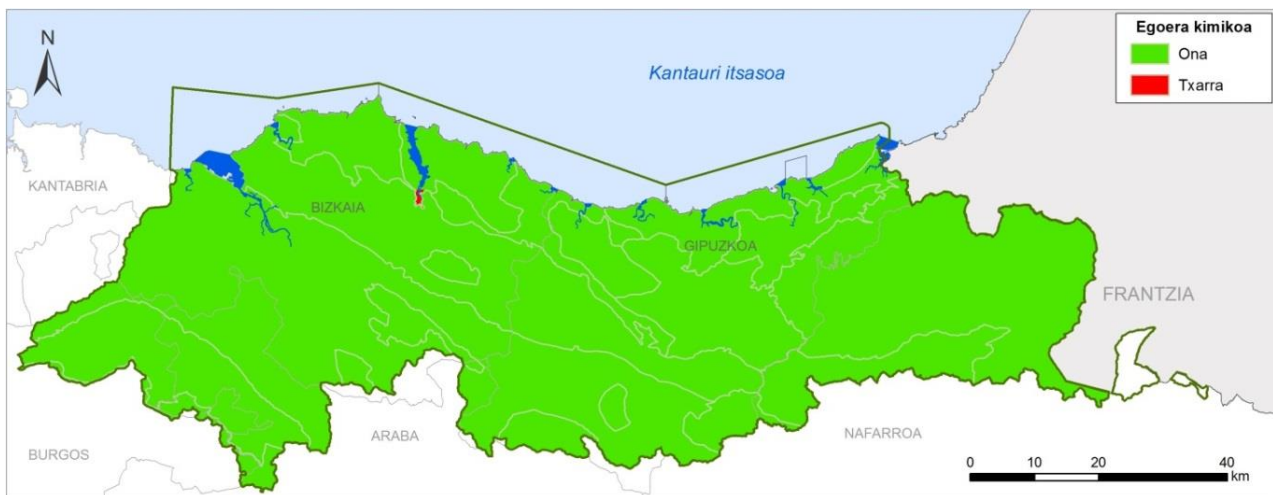 N
Kantauri itsasoa
Egoera kimikoa
Ona
Txarra
KANTABRIA
BIZKAIA
GIPUZKOA
FRANTZIA
BURGOS
ARABA
NAFARROA
0 10 20 40
km